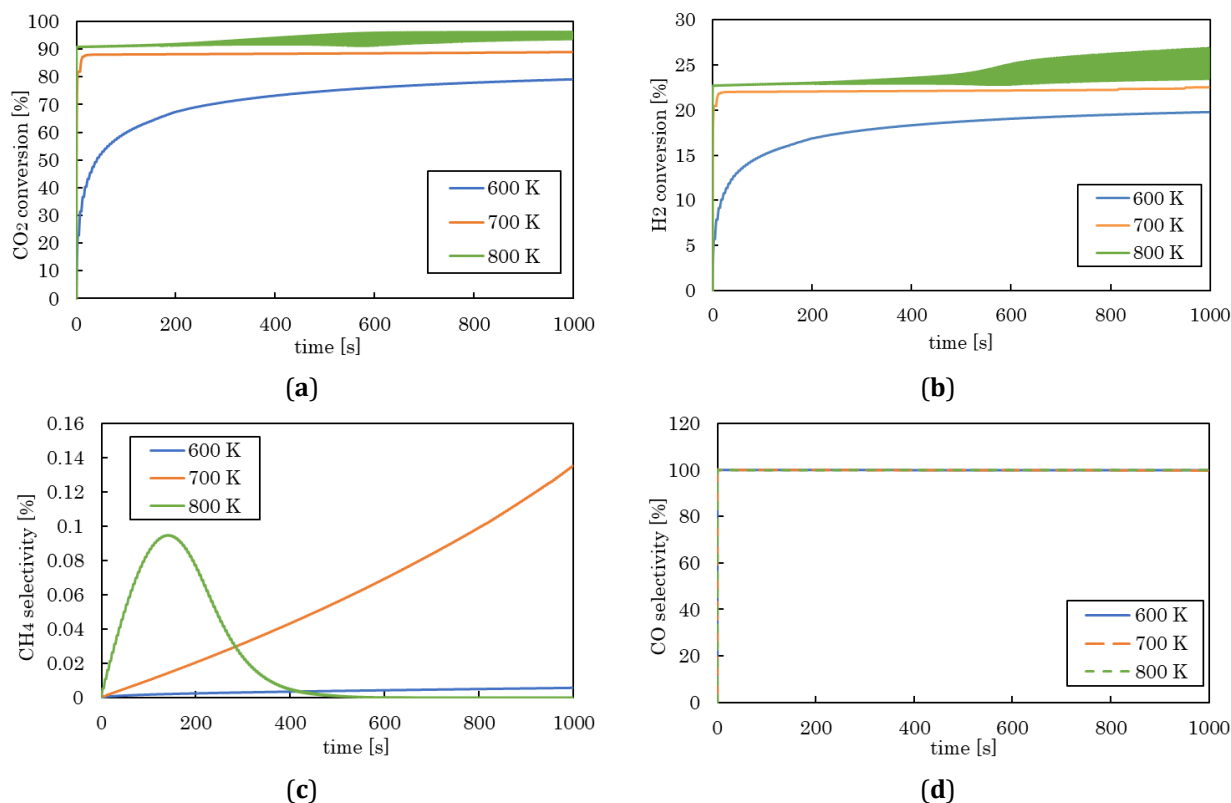 CO2 conversion [%]
100
90
80
70
60
50
40
30
20
10
0
600 K
700 K
800 K
0 200 400 600 800 1000
time [s]
(a)
H2 conversion [%]
30
25
20
15
10
5
0
600 K
700 K
800 K
0 200 400 600 800 1000
time [s]
(b)
CH4 selectivity [%]
0.16
0.14
0.12
0.1
0.08
0.06
0.04
0.02
0
600 K
700 K
800 K
0 200 400 600 800 1000
time [s]
(c)
CO selectivity [%]
120
100
80
60
40
20
0
600 K
700 K
800 K
0 200 400 600 800 1000
time [s]
(d)